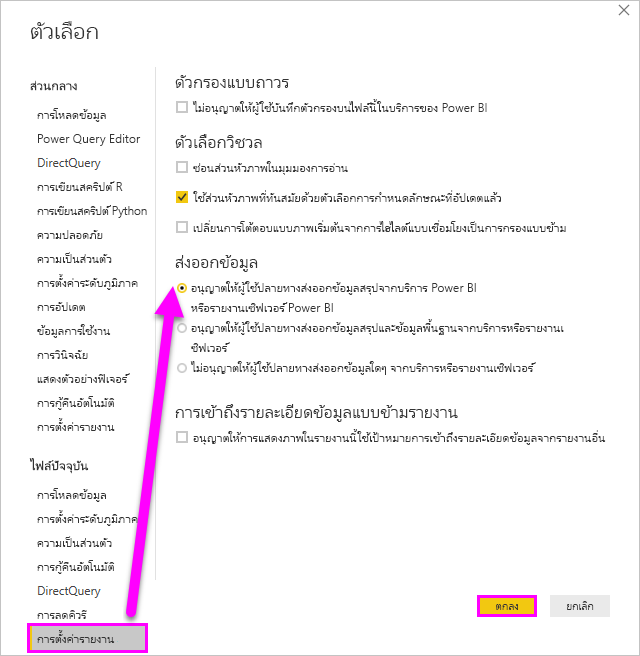 ตัวเลือก
ส่วนกลาง
การโหลดข้อมูล
Power Query Editor
DirectQuery
การเขียนสคริปต์ R
การเขียนสคริปต์ Python
ความปลอดภัย
ความเป็นส่วนตัว
การตั้งค่าระดับภูมิภาค
การอัปเดต
ข้อมูลการใช้งาน
การวินิจฉัย
แสดงตัวอย่างฟีเจอร์
การกู้คืนอัตโนมัติ
การตั้งค่ารายงาน
ไฟล์ปัจจุบัน
การโหลดข้อมูล
การตั้งค่าระดับภูมิภาค
ความเป็นส่วนตัว
การกู้คืนอัตโนมัติ
DirectQuery
การลดคิวรี
การตั้งค่ารายงาน
ตัวกรองแบบถาวร
ไม่อนุญาตให้ผู้ใช้บันทึกตัวกรองบนไฟล์นี้ในบริการของ Power BI
ตัวเลือกวิชวล
ซ่อนส่วนหัวภาพในมุมมองการอ่าน
ใช้ส่วนหัวภาพที่ทันสมัยด้วยตัวเลือกการกำหนดลักษณะที่อัปเดตแล้ว
เปลี่ยนการโต้ตอบแบบภาพเริ่มต้นจากการไฮไลต์แบบเชื่อมโยงเป็นการกรองแบบข้าม
ส่งออกข้อมูล
อนุญาตให้ผู้ใช้ปลายทางส่งออกข้อมูลสรุปจากบริการ Power BI
หรือรายงานเซิฟเวอร์ Power BI
อนุญาตให้ผู้ใช้ปลายทางส่งออกข้อมูลสรุปและข้อมูลพื้นฐานจากบริการหรือรายงานเ
ซิฟเวอร์
ไม่อนุญาตให้ผู้ใช้ปลายทางส่งออกข้อมูลใดๆ จากบริการหรือรายงานเซิฟเวอร์
การเข้าถึงรายละเอียดข้อมูลแบบข้ามรายงาน
อนุญาตให้การแสดงภาพในรายงานนี้ใช้เป้าหมายการเข้าถึงรายละเอียดข้อมูลจากรายงานอื่น
ตกลง
ยกเลิก